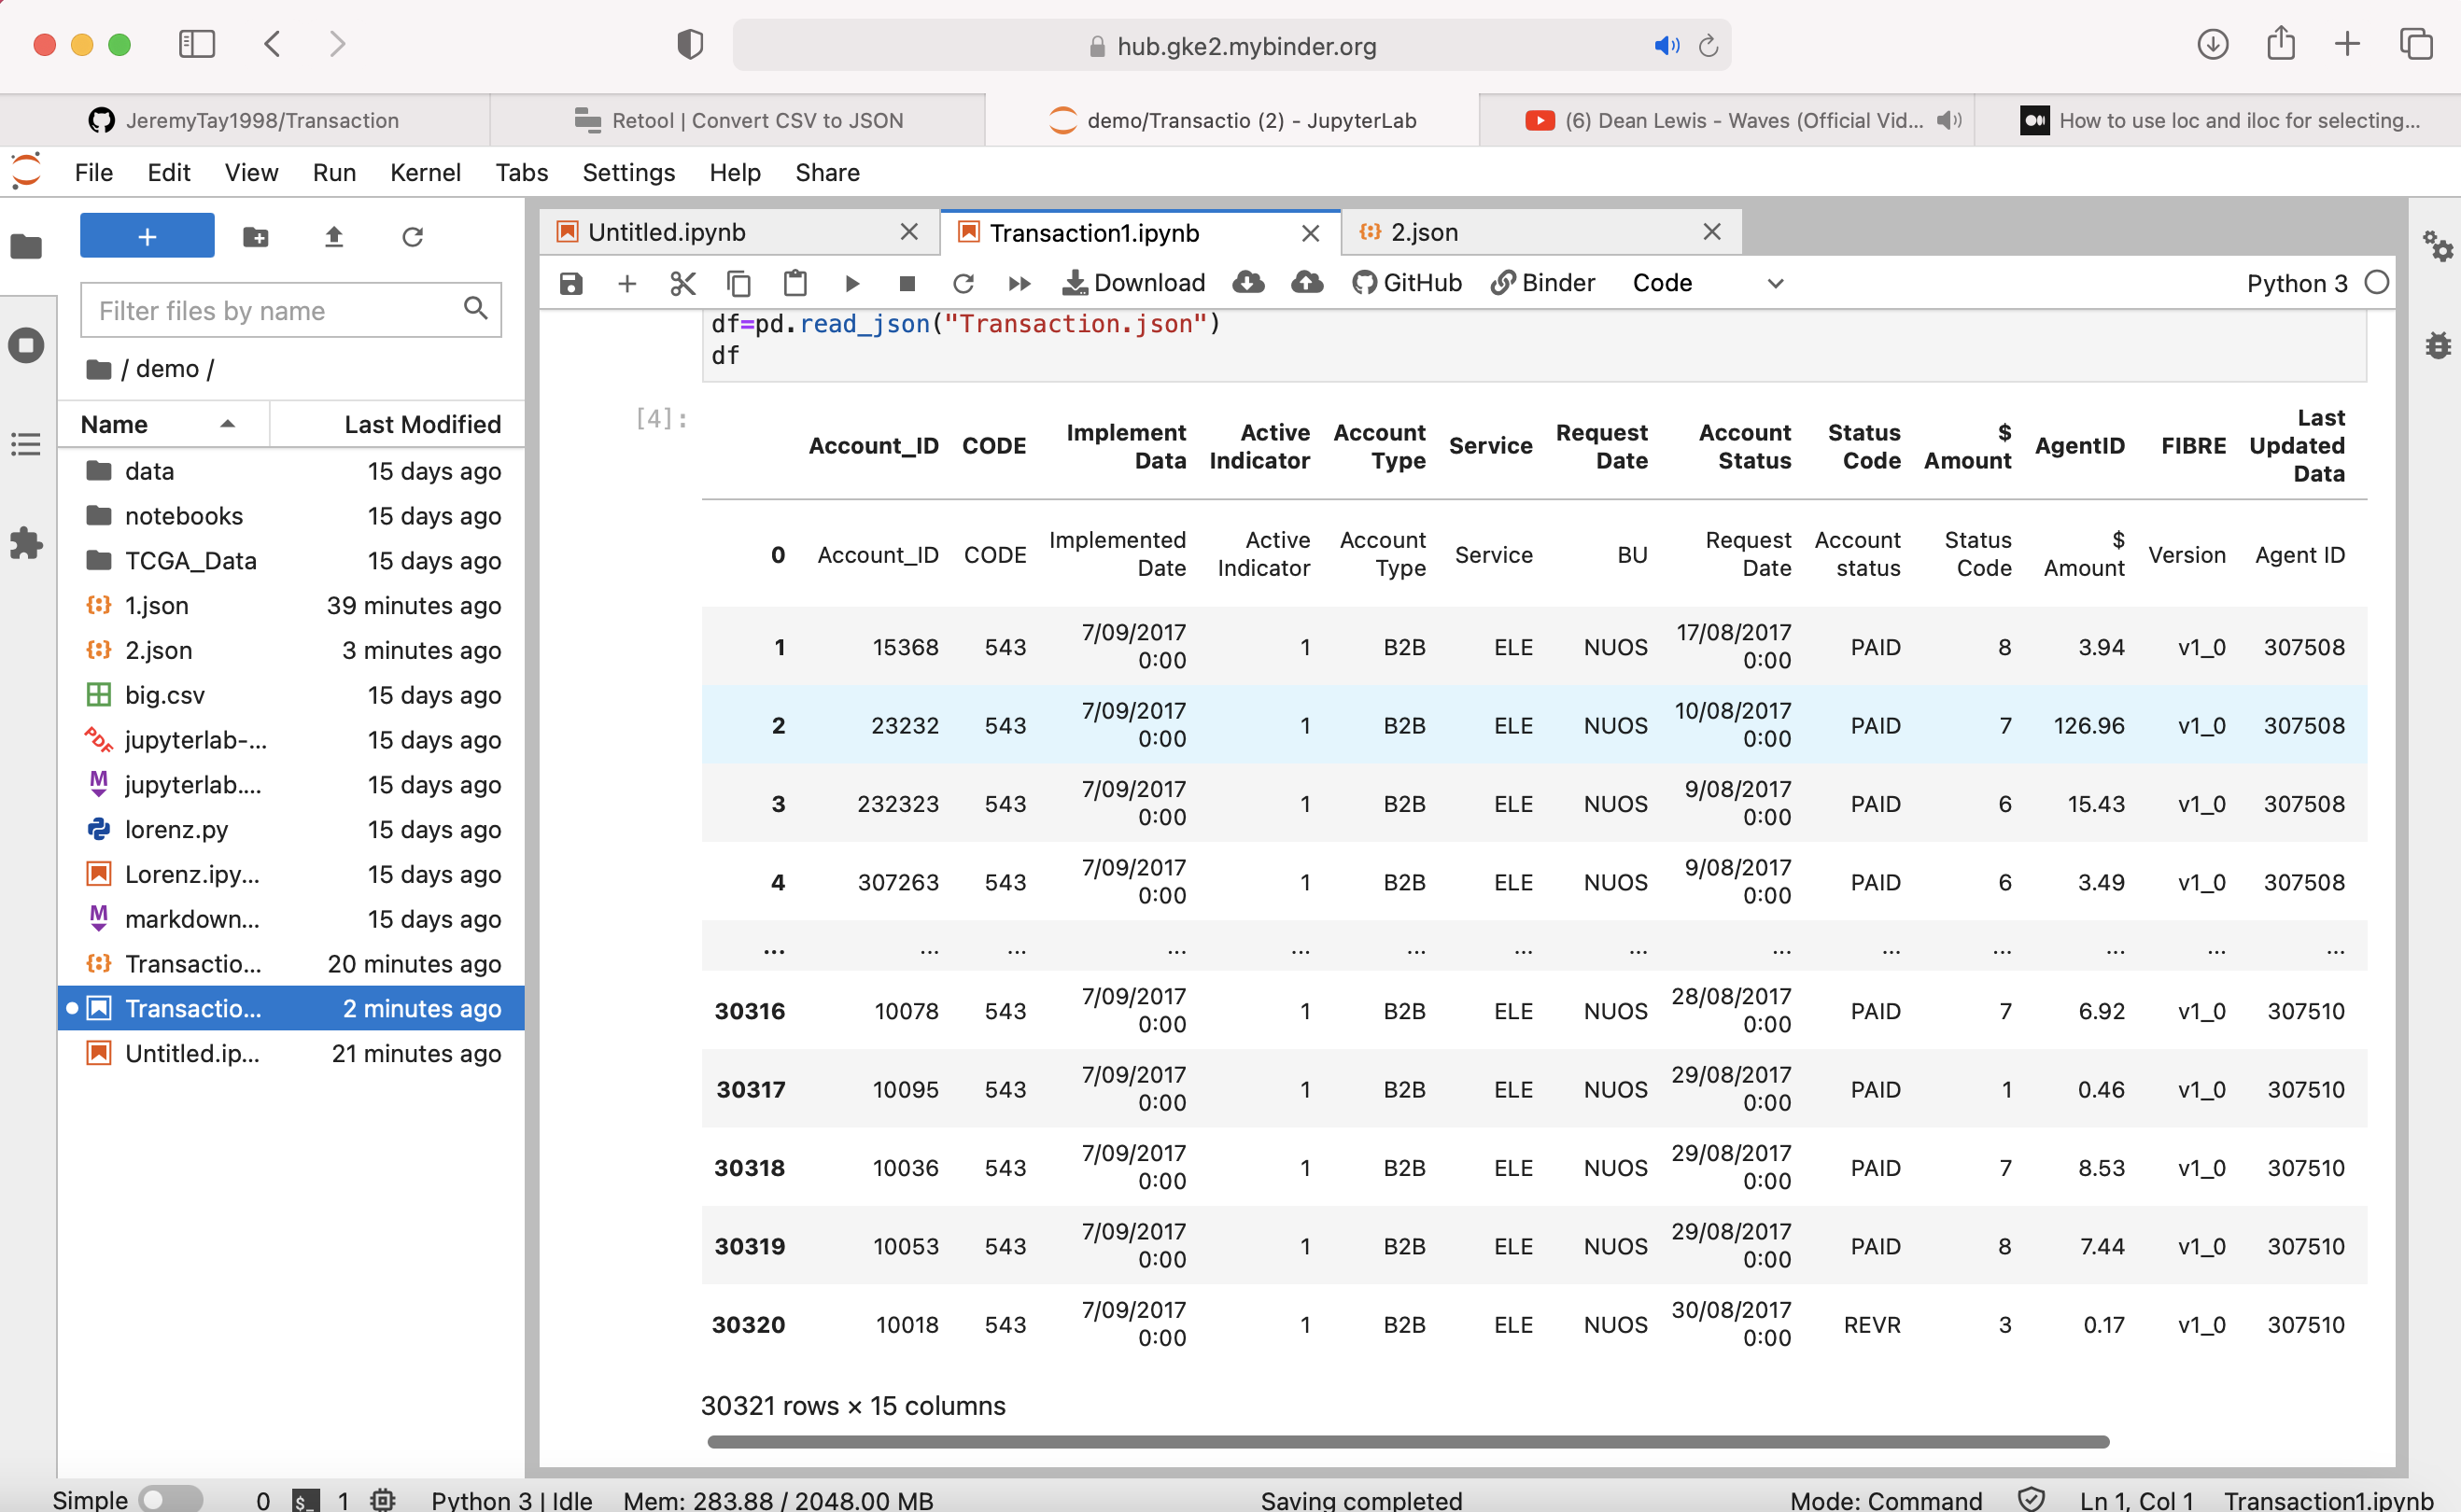 hub.gke2.mybinder.org
JeremyTay1998/Transaction
Retool | Convert CSV to JSON
demo/Transactio (2) - JupyterLab
(6) Dean Lewis - Waves (Official Vid...
How to use loc and iloc for selecting...
File Edit View Run Kernel Tabs Settings Help Share
+
Filter files by name
/ demo /
Name Last Modified
data 15 days ago
notebooks 15 days ago
TCGA_Data 15 days ago
1.json 39 minutes ago
2.json 3 minutes ago
big.csv 15 days ago
jupyterlab-... 15 days ago
jupyterlab.... 15 days ago
lorenz.py 15 days ago
Lorenz.ipy... 15 days ago
markdown... 15 days ago
Transactio... 20 minutes ago
Transactio... 2 minutes ago
Untitled.ip... 21 minutes ago
Untitled.ipynb Transaction1.ipynb 2.json
Download GitHub Binder Code Python 3
df=pd.read_json("Transaction.json")
df
[4]:
Account_ID CODE Implement Data Active Indicator Account Type Service Request Date Account Status Status Code $ Amount AgentID FIBRE Last Updated Data
0 Account_ID CODE Implemented Date Active Indicator Account Type Service BU Request Date Account status Status Code $ Amount Version Agent ID
1 15368 543 7/09/2017 0:00 1 B2B ELE NUOS 17/08/2017 0:00 PAID 8 3.94 v1_0 307508
2 23232 543 7/09/2017 0:00 1 B2B ELE NUOS 10/08/2017 0:00 PAID 7 126.96 v1_0 307508
3 232323 543 7/09/2017 0:00 1 B2B ELE NUOS 9/08/2017 0:00 PAID 6 15.43 v1_0 307508
4 307263 543 7/09/2017 0:00 1 B2B ELE NUOS 9/08/2017 0:00 PAID 6 3.49 v1_0 307508
... ... ... ... ... ... ... ... ... ... ... ... ... ...
30316 10078 543 7/09/2017 0:00 1 B2B ELE NUOS 28/08/2017 0:00 PAID 7 6.92 v1_0 307510
30317 10095 543 7/09/2017 0:00 1 B2B ELE NUOS 29/08/2017 0:00 PAID 1 0.46 v1_0 307510
30318 10036 543 7/09/2017 0:00 1 B2B ELE NUOS 29/08/2017 0:00 PAID 7 8.53 v1_0 307510
30319 10053 543 7/09/2017 0:00 1 B2B ELE NUOS 29/08/2017 0:00 PAID 8 7.44 v1_0 307510
30320 10018 543 7/09/2017 0:00 1 B2B ELE NUOS 30/08/2017 0:00 REVR 3 0.17 v1_0 307510
30321 rows × 15 columns
Simple 0 $_ 1 Python 3 | Idle Mem: 283.88 / 2048.00 MB Saving completed Mode: Command Ln 1, Col 1 Transaction1.ipynb